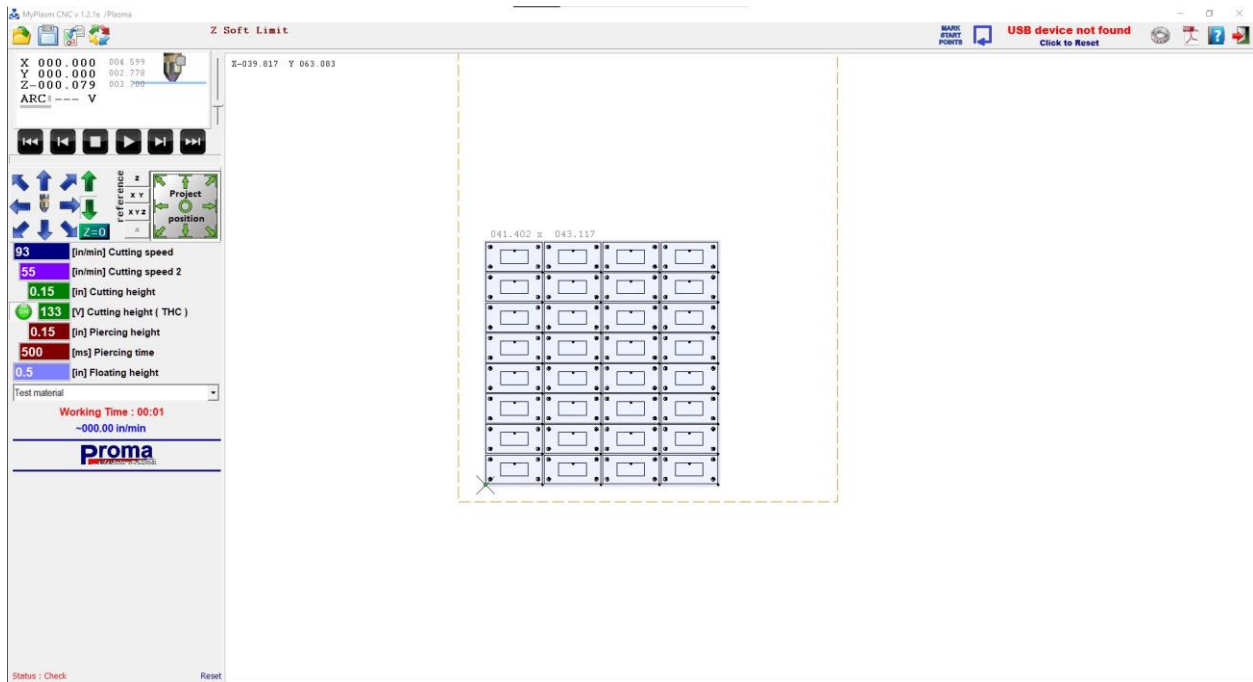 MyPlasm CNC v 1.2.1e /Plasma
Z Soft Limit
MARK
START
POINTS
USB device not found
Click to Reset
X 000.000 004.599
Y 000.000 002.778
Z-000.079 003.780
ARC --- V
X-039.817 Y 063.083
reference
Z
X Y
X Y Z
A
Z=0
Project
position
93 [in/min] Cutting speed
55 [in/min] Cutting speed 2
0.15 [in] Cutting height
ON 133 [V] Cutting height ( THC )
0.15 [in] Piercing height
500 [ms] Piercing time
0.5 [in] Floating height
Test material
Working Time : 00:01
~000.00 in/min
Proma
041.402 x 043.117
Status : Check
Reset